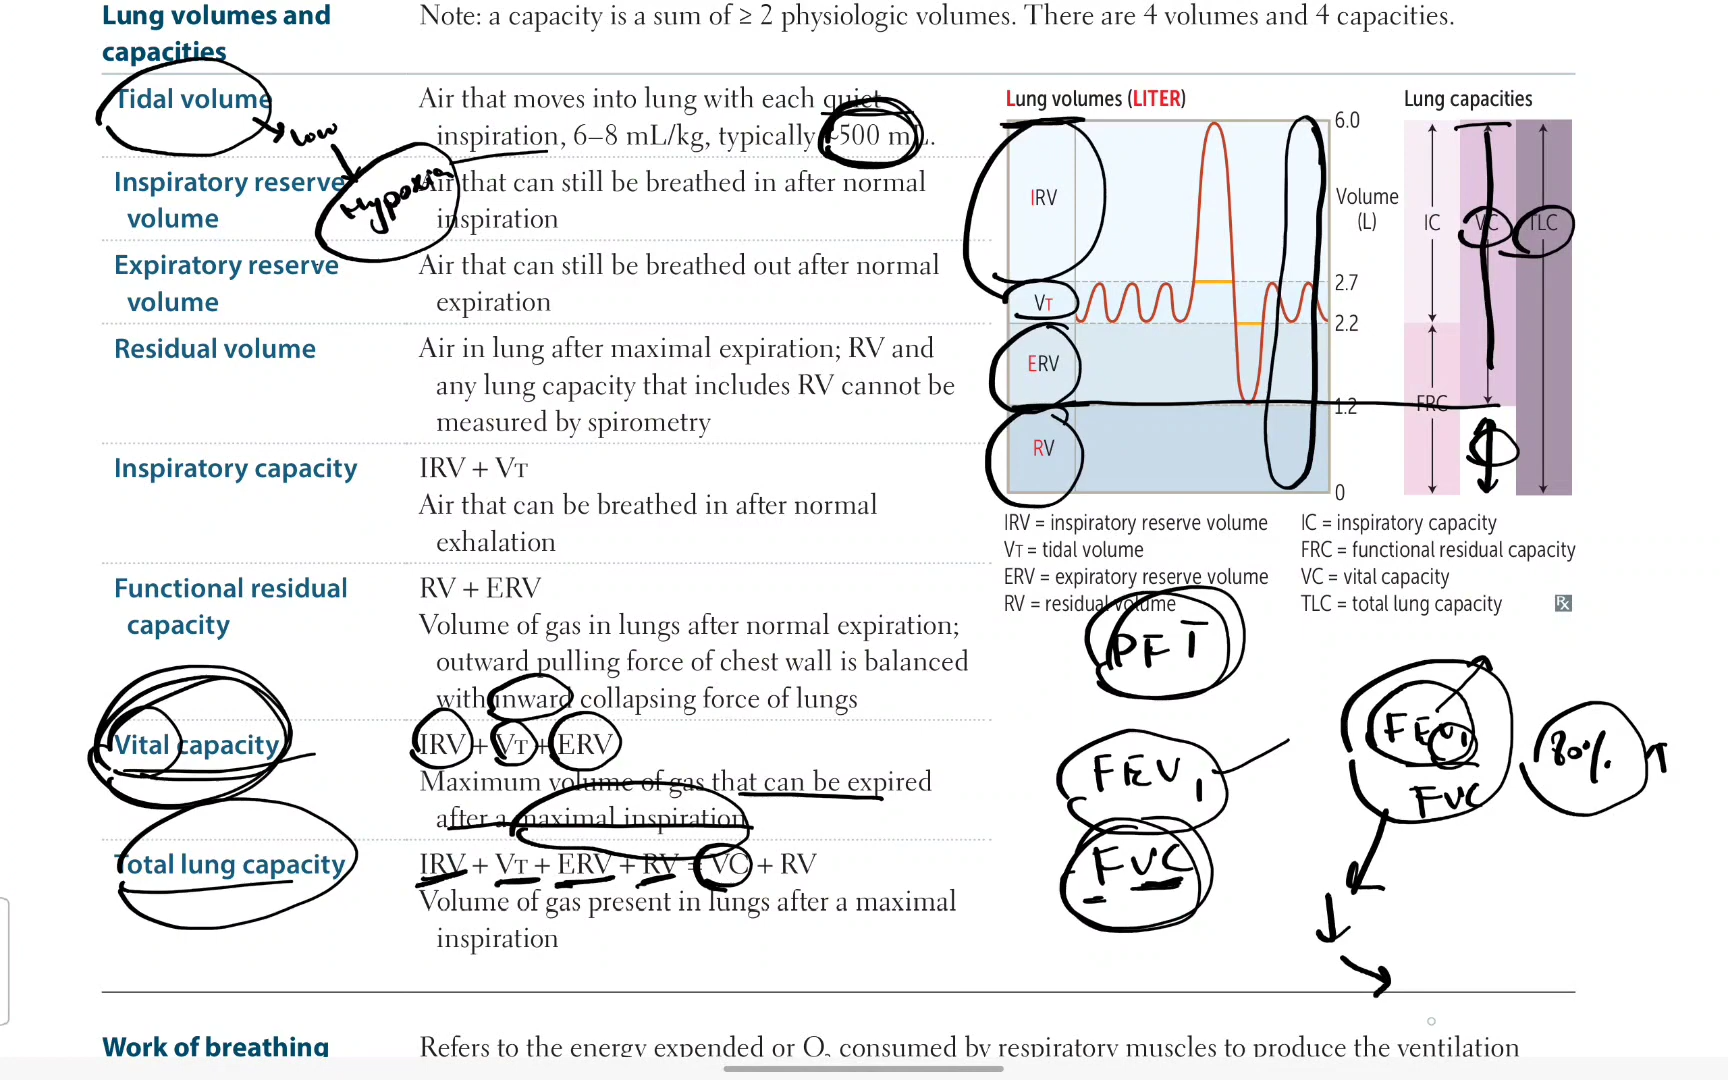 Lung volumes and
capacities
Note: a capacity is a sum of ≥ 2 physiologic volumes. There are 4 volumes and 4 capacities.
Tidal volume
Air that moves into lung with each quiet
inspiration, 6–8 mL/kg, typically ~500 mL.
low
Hypoxia
Inspiratory reserve
volume
Air that can still be breathed in after normal
inspiration
Expiratory reserve
volume
Air that can still be breathed out after normal
expiration
Residual volume
Air in lung after maximal expiration; RV and
any lung capacity that includes RV cannot be
measured by spirometry
Inspiratory capacity
IRV + VT
Air that can be breathed in after normal
exhalation
Functional residual
capacity
RV + ERV
Volume of gas in lungs after normal expiration;
outward pulling force of chest wall is balanced
with inward collapsing force of lungs
Vital capacity
IRV + VT + ERV
Maximum volume of gas that can be expired
after a maximal inspiration
Total lung capacity
IRV + VT + ERV + RV = VC + RV
Volume of gas present in lungs after a maximal
inspiration
Lung volumes (LITER)
IRV
VT
ERV
RV
6.0
Volume
(L)
2.7
2.2
1.2
0
Lung capacities
IC
VC
TLC
FRC
IRV = inspiratory reserve volume
VT = tidal volume
ERV = expiratory reserve volume
RV = residual volume
IC = inspiratory capacity
FRC = functional residual capacity
VC = vital capacity
TLC = total lung capacity
Rx
PFT
FEV1
FVC
FEV1
FVC
80%
Work of breathing
Refers to the energy expended or O2 consumed by respiratory muscles to produce the ventilation